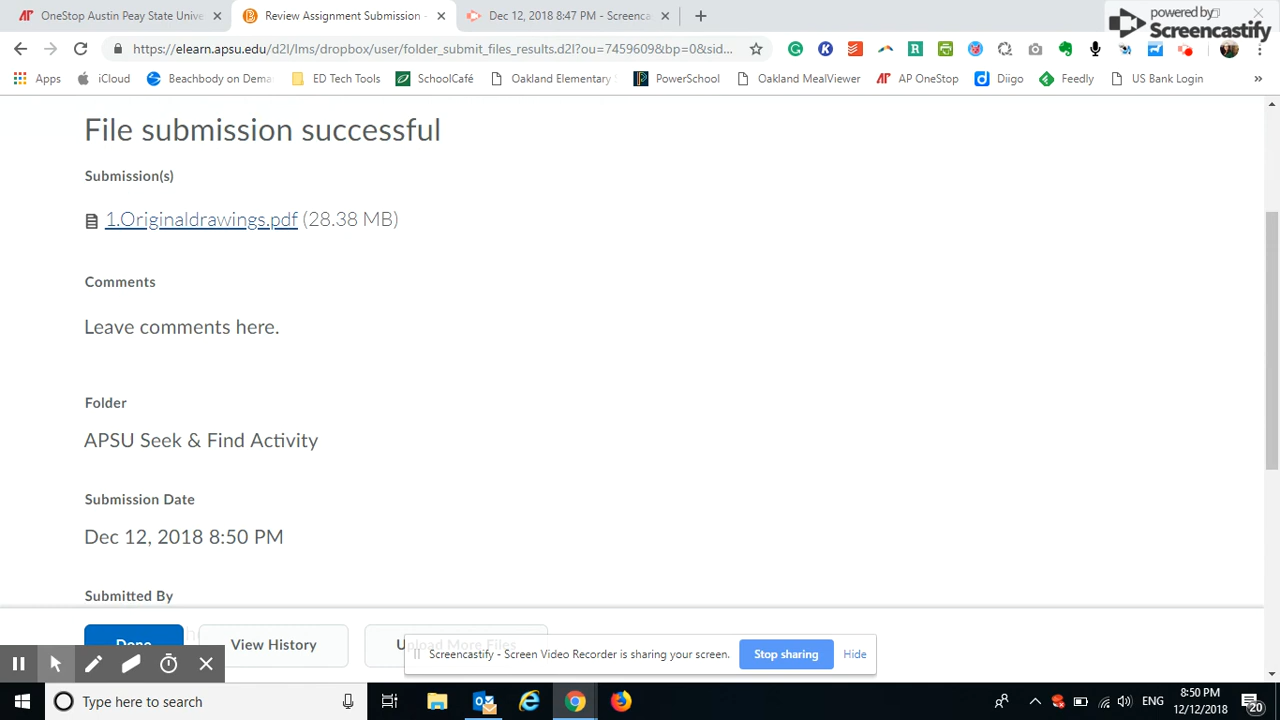 OneStop Austin Peay State Unive
Review Assignment Submission -
Dec 12, 2018 8:47 PM - Screenca
powered by
Screencastify
https://elearn.apsu.edu/d2l/lms/dropbox/user/folder_submit_files_results.d2l?ou=7459609&bp=0&sid...
Apps
iCloud
Beachbody on Dema
ED Tech Tools
SchoolCafé
Oakland Elementary
PowerSchool
Oakland MealViewer
AP OneStop
Diigo
Feedly
US Bank Login
»
File submission successful
Submission(s)
1.Originaldrawings.pdf (28.38 MB)
Comments
Leave comments here.
Folder
APSU Seek & Find Activity
Submission Date
Dec 12, 2018 8:50 PM
Submitted By
Done
View History
Upload More Files
Screencastify - Screen Video Recorder is sharing your screen.
Stop sharing
Hide
Type here to search
ENG
8:50 PM
12/12/2018
20